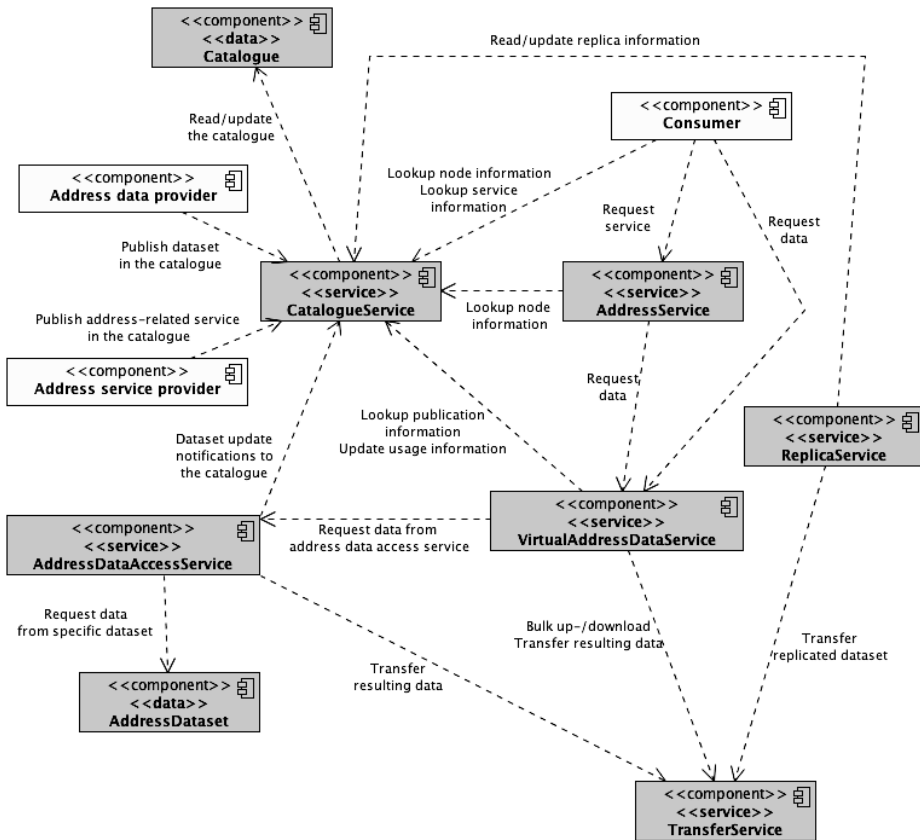 <<component>>
<<data>>
Catalogue
Read/update replica information
<<component>>
Consumer
Read/update
the catalogue
<<component>>
Address data provider
Lookup node information
Lookup service
information
Request
service
Request
data
Publish dataset
in the catalogue
<<component>>
<<service>>
CatalogueService
<<component>>
<<service>>
AddressService
Lookup node
information
Publish address-related service
in the catalogue
<<component>>
Address service provider
Request
data
Lookup publication
information
Update usage information
<<component>>
<<service>>
ReplicaService
Dataset update
notifications to
the catalogue
<<component>>
<<service>>
VirtualAddressDataService
<<component>>
<<service>>
AddressDataAccessService
Request data from
address data access service
Request data
from specific dataset
Bulk up-/download
Transfer resulting data
Transfer
replicated dataset
Transfer
resulting data
<<component>>
<<data>>
AddressDataset
<<component>>
<<service>>
TransferService